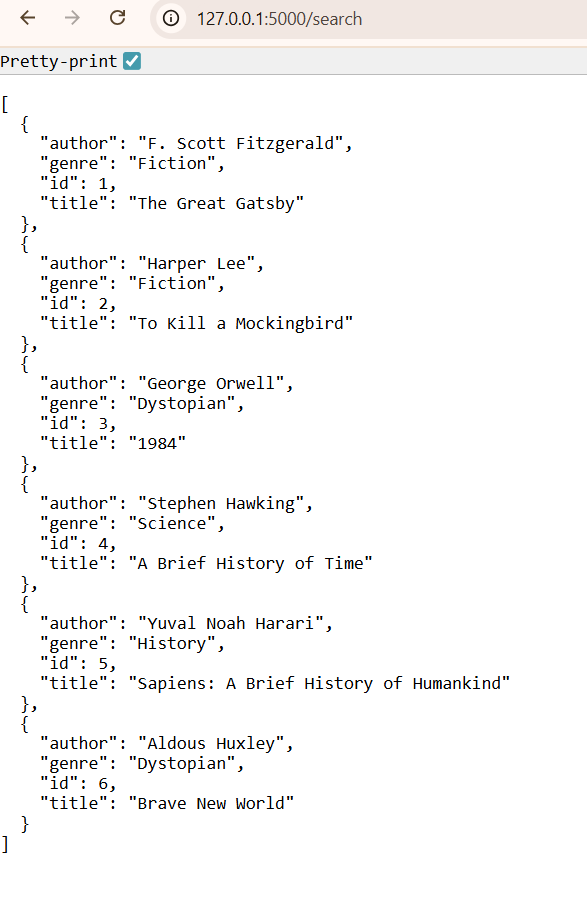 127.0.0.1:5000/search
Pretty-print
[
  {
    "author": "F. Scott Fitzgerald",
    "genre": "Fiction",
    "id": 1,
    "title": "The Great Gatsby"
  },
  {
    "author": "Harper Lee",
    "genre": "Fiction",
    "id": 2,
    "title": "To Kill a Mockingbird"
  },
  {
    "author": "George Orwell",
    "genre": "Dystopian",
    "id": 3,
    "title": "1984"
  },
  {
    "author": "Stephen Hawking",
    "genre": "Science",
    "id": 4,
    "title": "A Brief History of Time"
  },
  {
    "author": "Yuval Noah Harari",
    "genre": "History",
    "id": 5,
    "title": "Sapiens: A Brief History of Humankind"
  },
  {
    "author": "Aldous Huxley",
    "genre": "Dystopian",
    "id": 6,
    "title": "Brave New World"
  }
]